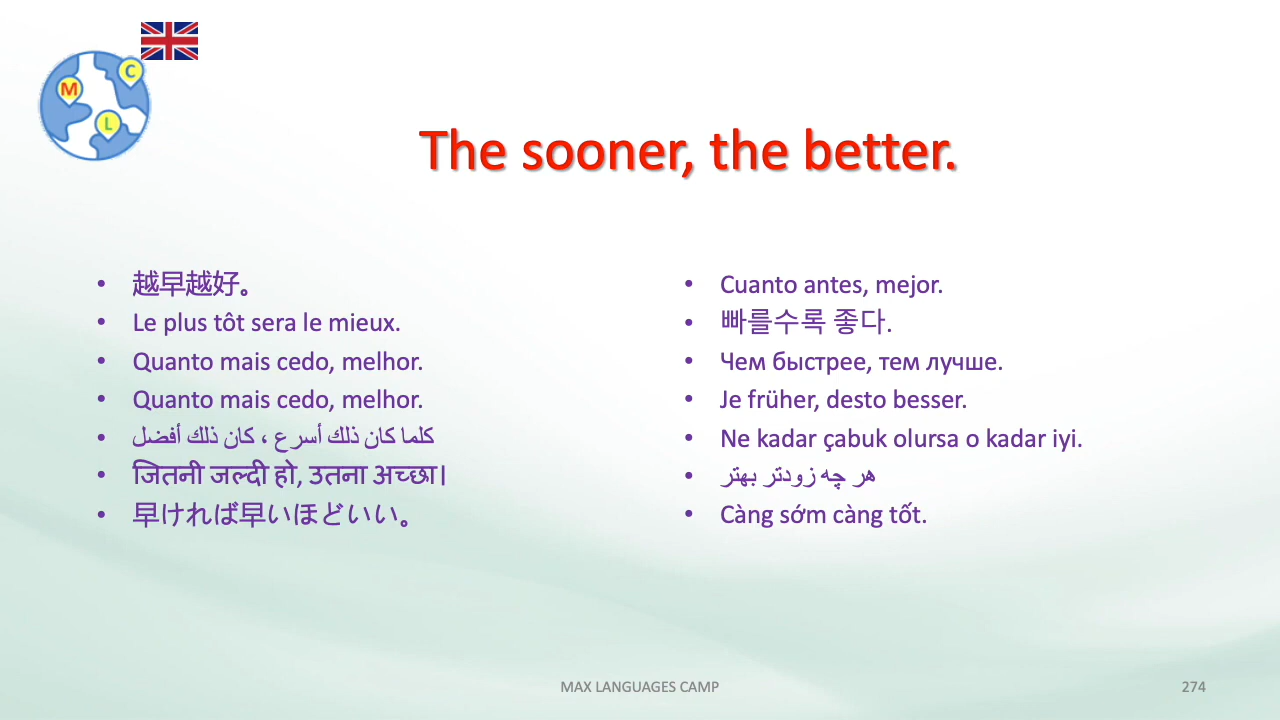 C
M
L
The sooner, the better.
• 越早越好。
• Le plus tôt sera le mieux.
• Quanto mais cedo, melhor.
• Quanto mais cedo, melhor.
• كلما كان ذلك أسرع ، كان ذلك أفضل
• जितनी जल्दी हो, उतना अच्छा।
• 早ければ早いほどいい。
• Cuanto antes, mejor.
• 빠를수록 좋다.
• Чем быстрее, тем лучше.
• Je früher, desto besser.
• Ne kadar çabuk olursa o kadar iyi.
• هر چه زودتر بهتر
• Càng sớm càng tốt.
MAX LANGUAGES CAMP
274